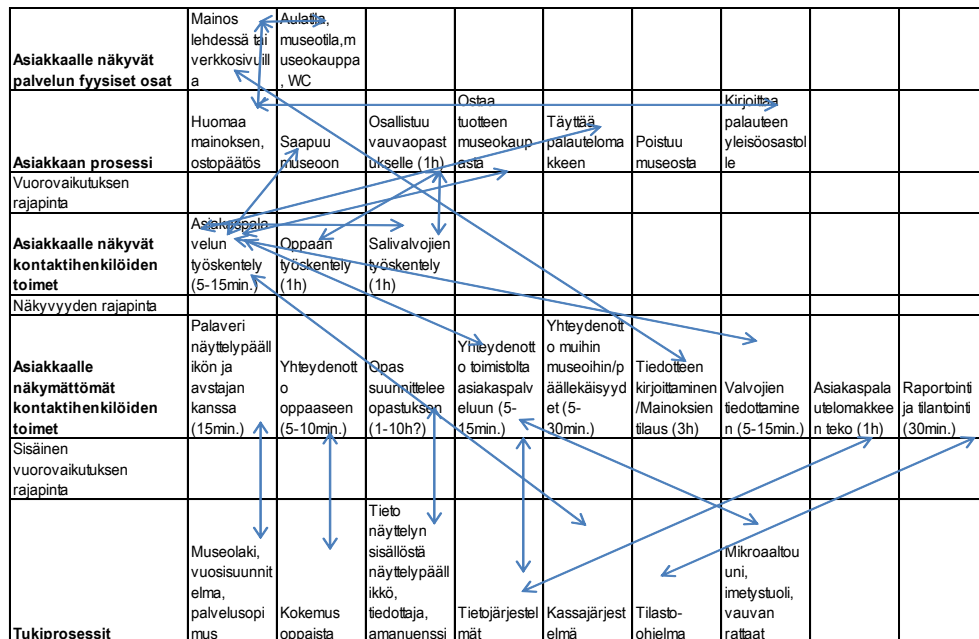 Mainos
lehdessä tai
verkkosivuill
a
Aulatila,
museotila,m
useokauppa
, WC
Asiakkaalle näkyvät
palvelun fyysiset osat
Huomaa
mainoksen,
ostopäätös
Saapuu
museoon
Osallistuu
vauvaopast
ukselle (1h)
Ostaa
tuotteen
museokaup
asta
Täyttää
palauteloma
kkeen
Poistuu
museosta
Kirjoittaa
palautteen
yleisöosastol
le
Asiakkaan prosessi
Vuorovaikutuksen
rajapinta
Asiakkaalle näkyvät
kontaktihenkilöiden
toimet
Asiakaspala
velun
työskentely
(5-15min.)
Oppaan
työskentely
(1h)
Salivalvojien
työskentely
(1h)
Näkyvyyden rajapinta
Asiakkaalle
näkymättömät
kontaktihenkilöiden
toimet
Palaveri
näyttelypääll
ikön ja
avstajan
kanssa
(15min.)
Yhteydenott
o
oppaaseen
(5-10min.)
Opas
suunnittelee
opastuksen
(1-10h?)
Yhteydenott
o toimistolta
asiakaspalv
eluun (5-
15min.)
Yhteydenott
o muihin
museoihin/p
äällekäisyyd
et (5-
30min.)
Tiedotteen
kirjoittaminen
/Mainoksien
tilaus (3h)
Valvojien
tiedottamine
n (5-15min.)
Asiakaspala
utelomakke
en teko (1h)
Raportointi
ja tilantointi
(30min.)
Sisäinen
vuorovaikutuksen
rajapinta
Tukiprosessit
Museolaki,
vuosisuunnit
elma,
palvelusopi
mus
Kokemus
oppaista
Tieto
näyttelyn
sisällöstä
näyttelypääll
ikkö,
tiedottaja,
amanuenssi
Tietojärjestel
mät
Kassajärjest
elmä
Tilasto-
ohjelma
Mikroaaltou
uni,
imetystuoli,
vauvan
rattaat